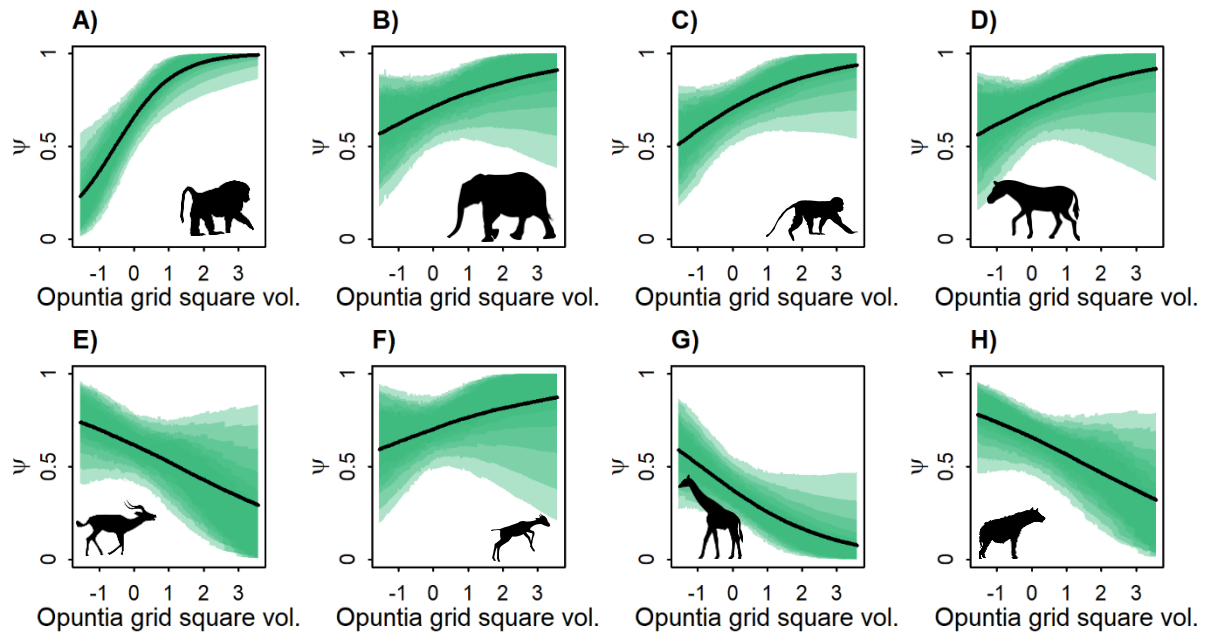 A) B) C) D)
ψ 0 0.5 1 ψ 0 0.5 1 ψ 0 0.5 1 ψ 0 0.5 1
-1 0 1 2 3 -1 0 1 2 3 -1 0 1 2 3 -1 0 1 2 3
Opuntia grid square vol. Opuntia grid square vol. Opuntia grid square vol. Opuntia grid square vol.
E) F) G) H)
ψ 0 0.5 1 ψ 0 0.5 1 ψ 0 0.5 1 ψ 0 0.5 1
-1 0 1 2 3 -1 0 1 2 3 -1 0 1 2 3 -1 0 1 2 3
Opuntia grid square vol. Opuntia grid square vol. Opuntia grid square vol. Opuntia grid square vol.